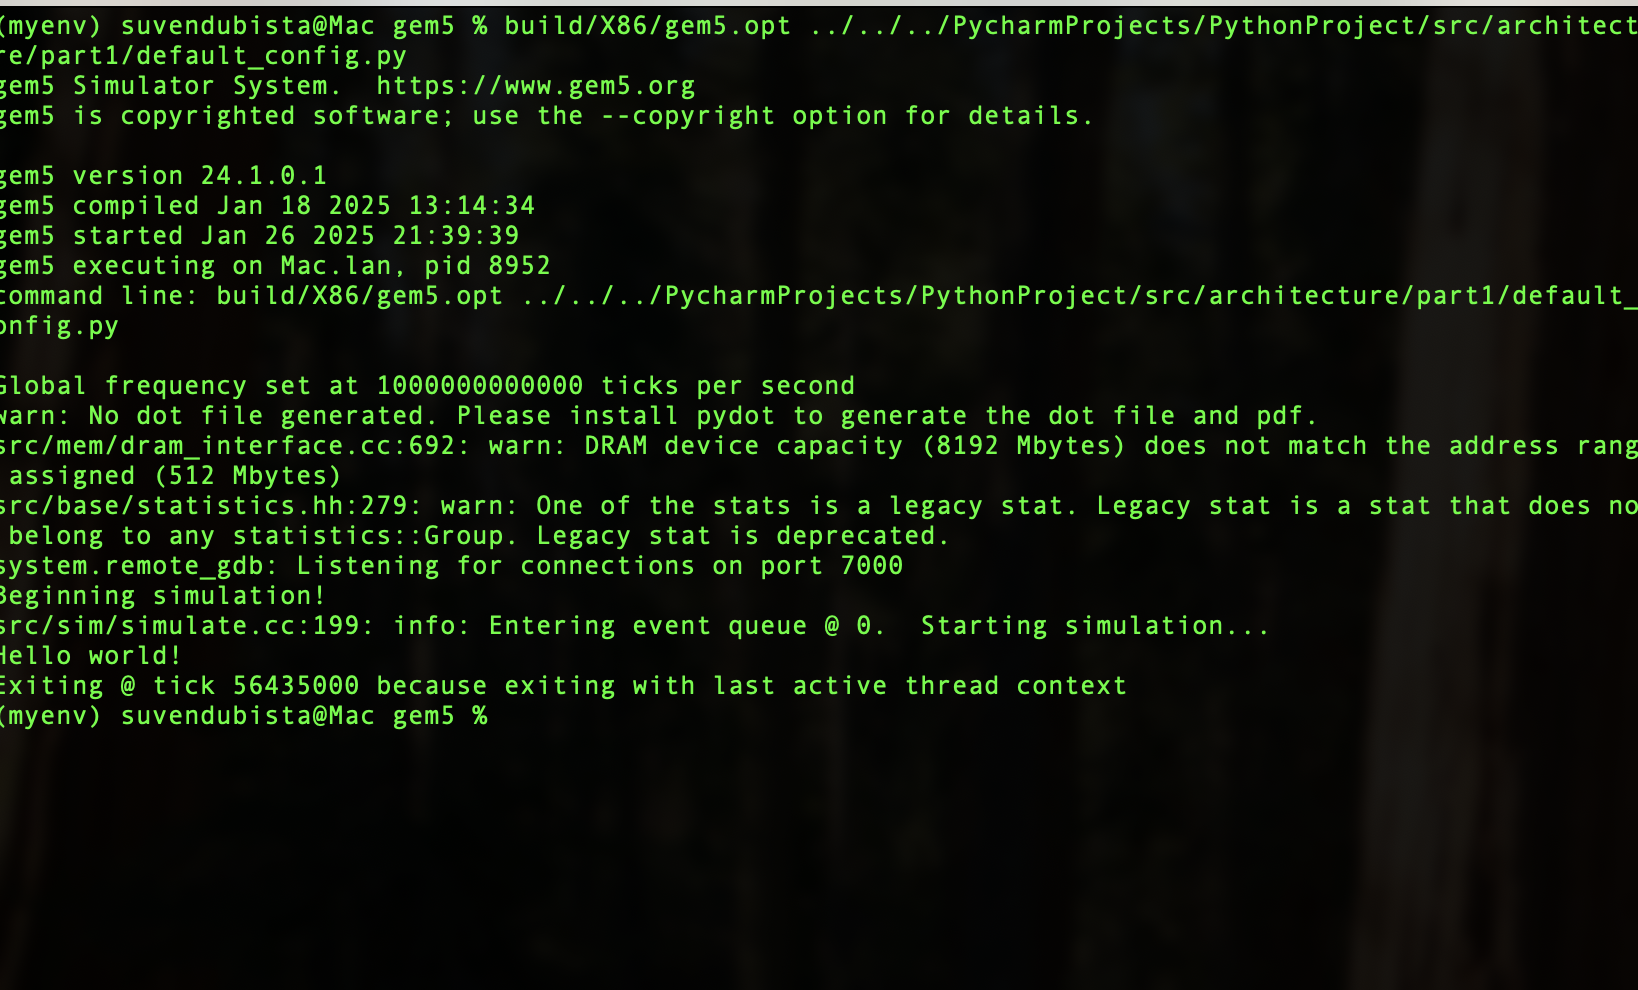 (myenv) suvendubista@Mac gem5 % build/X86/gem5.opt ../../../PycharmProjects/PythonProject/src/architect
re/part1/default_config.py
gem5 Simulator System.  https://www.gem5.org
gem5 is copyrighted software; use the --copyright option for details.

gem5 version 24.1.0.1
gem5 compiled Jan 18 2025 13:14:34
gem5 started Jan 26 2025 21:39:39
gem5 executing on Mac.lan, pid 8952
command line: build/X86/gem5.opt ../../../PycharmProjects/PythonProject/src/architecture/part1/default_
onfig.py

Global frequency set at 1000000000000 ticks per second
warn: No dot file generated. Please install pydot to generate the dot file and pdf.
src/mem/dram_interface.cc:692: warn: DRAM device capacity (8192 Mbytes) does not match the address rang
assigned (512 Mbytes)
src/base/statistics.hh:279: warn: One of the stats is a legacy stat. Legacy stat is a stat that does no
belong to any statistics::Group. Legacy stat is deprecated.
system.remote_gdb: Listening for connections on port 7000
Beginning simulation!
src/sim/simulate.cc:199: info: Entering event queue @ 0.  Starting simulation...
Hello world!
Exiting @ tick 56435000 because exiting with last active thread context
(myenv) suvendubista@Mac gem5 %